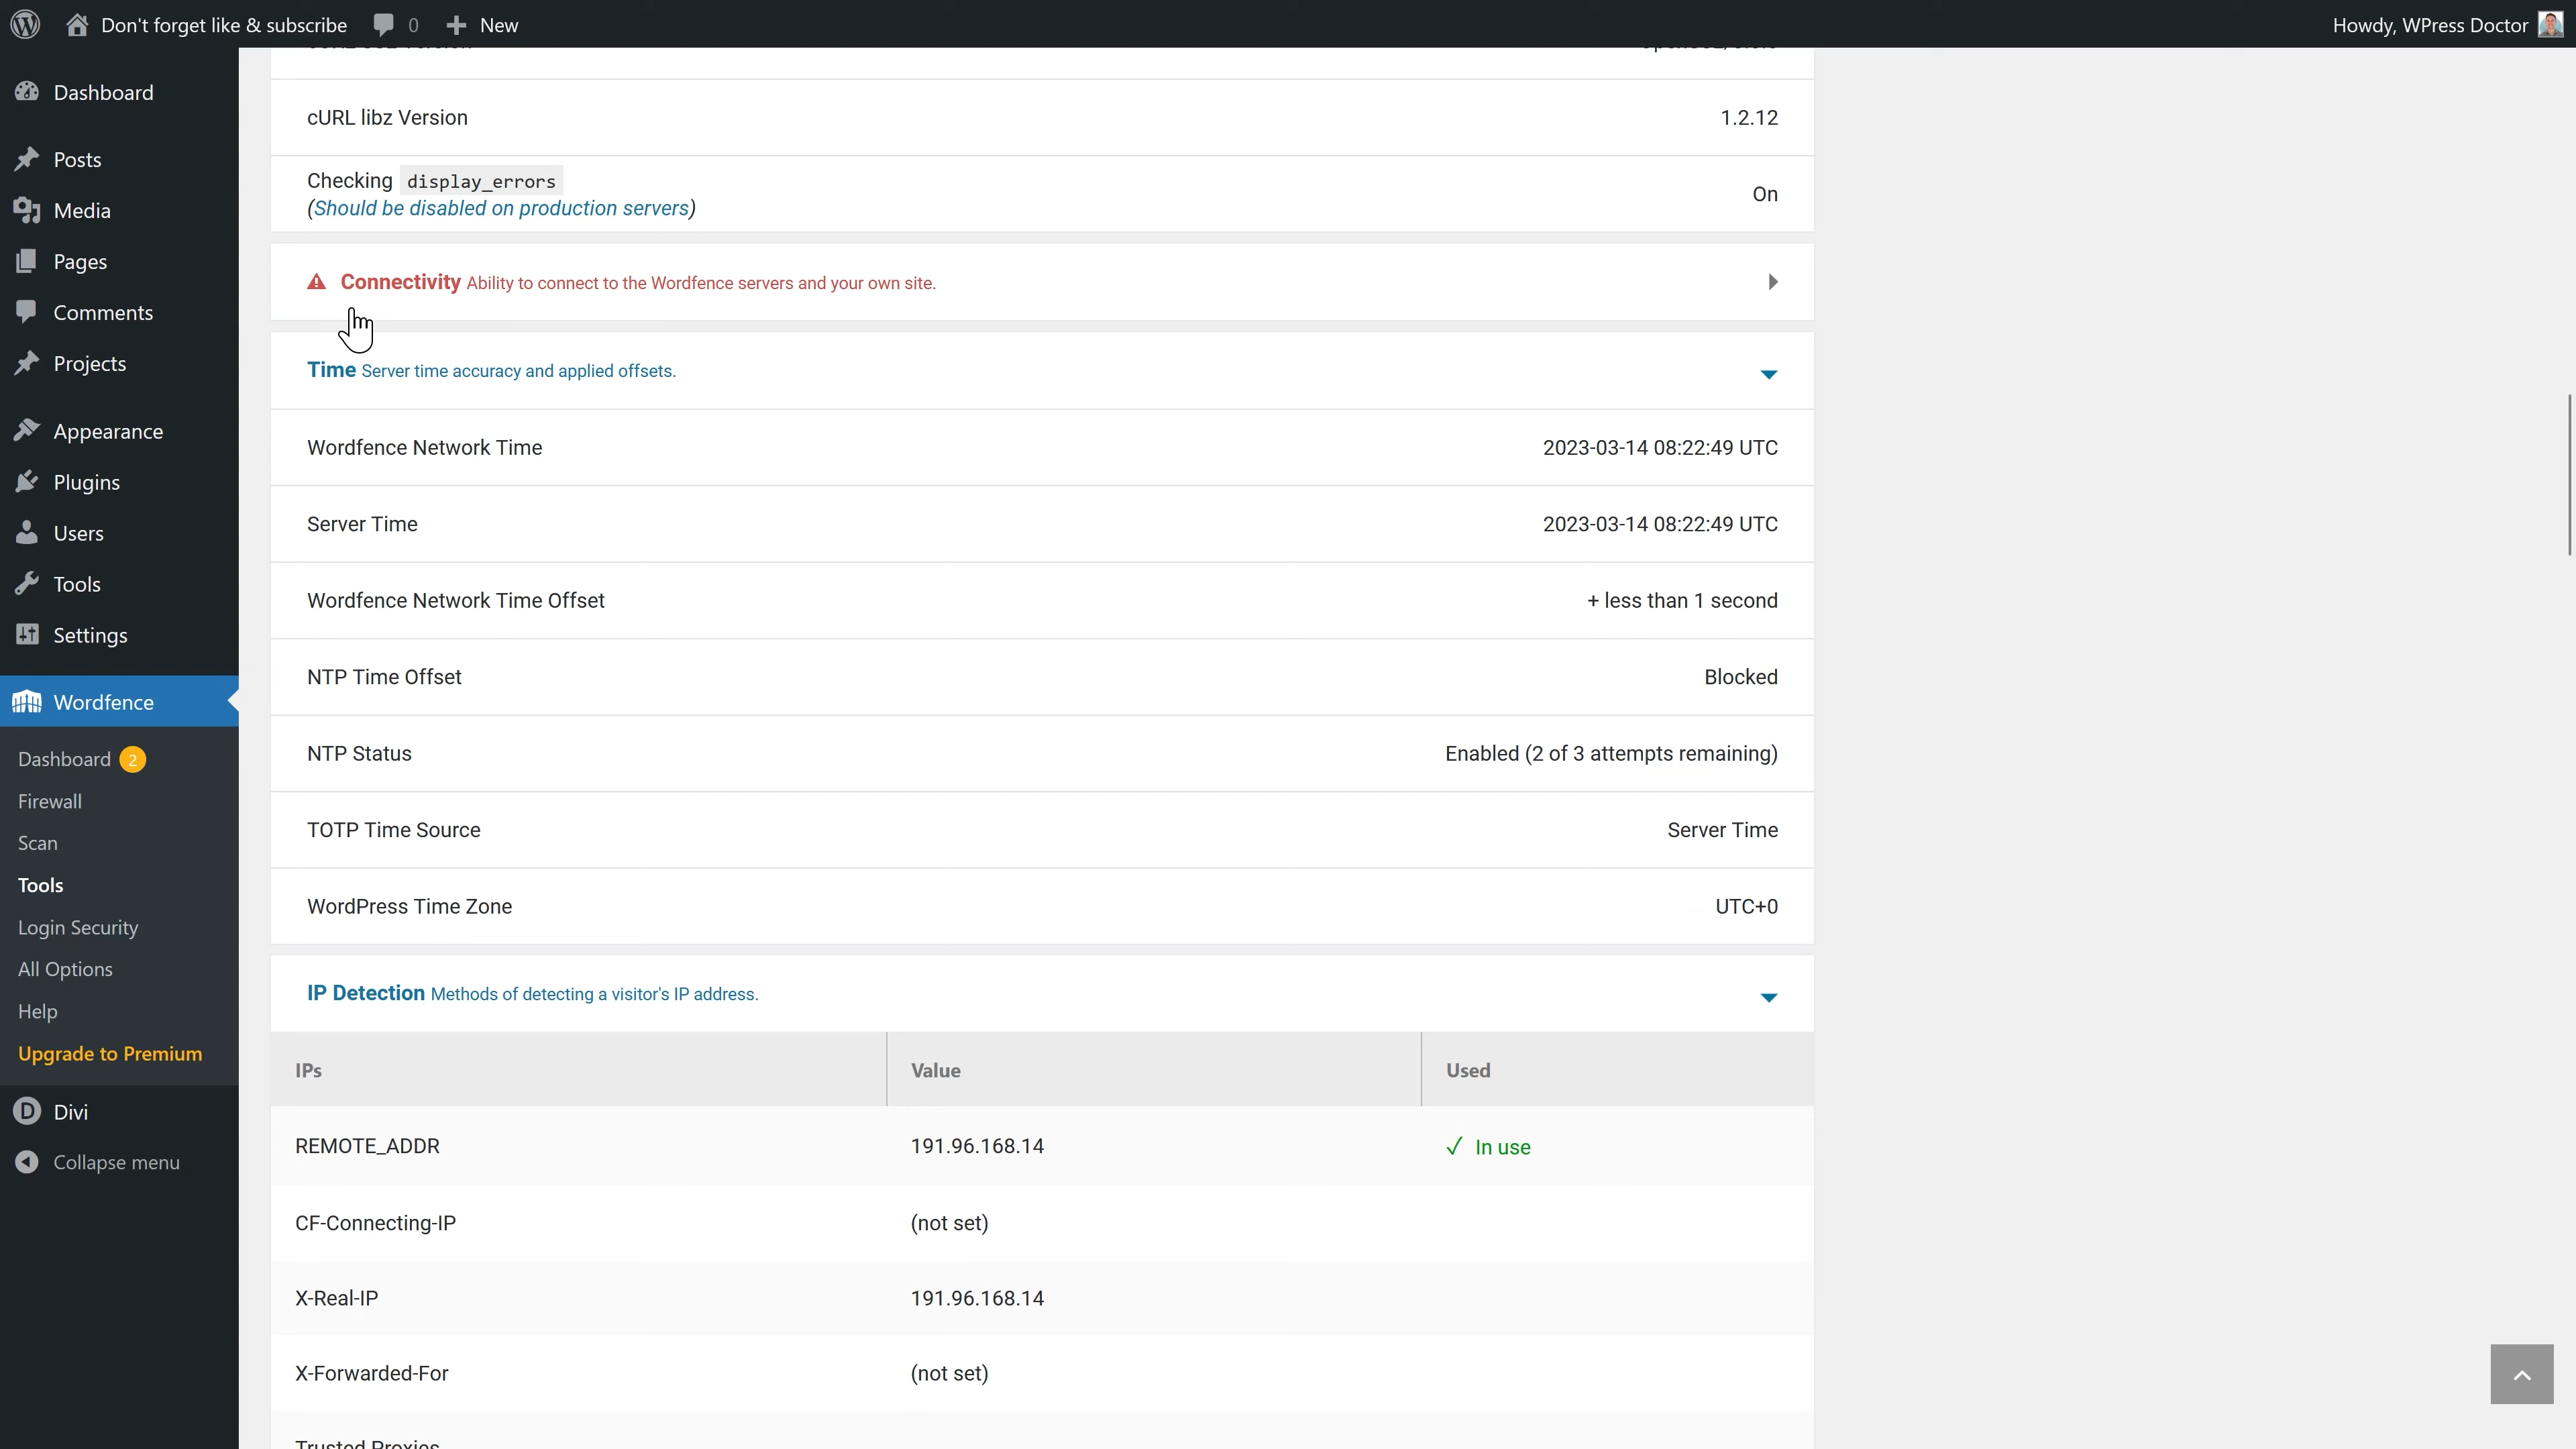 Don't forget like & subscribe 0 New Howdy, WPress Doctor
Dashboard
Posts
Media
Pages
Comments
Projects
Appearance
Plugins
Users
Tools
Settings
Wordfence
Dashboard 2
Firewall
Scan
Tools
Login Security
All Options
Help
Upgrade to Premium
Divi
Collapse menu
cURL libz Version 1.2.12
Checking display_errors On
(Should be disabled on production servers)
Connectivity Ability to connect to the Wordfence servers and your own site.
Time Server time accuracy and applied offsets.
Wordfence Network Time 2023-03-14 08:22:49 UTC
Server Time 2023-03-14 08:22:49 UTC
Wordfence Network Time Offset + less than 1 second
NTP Time Offset Blocked
NTP Status Enabled (2 of 3 attempts remaining)
TOTP Time Source Server Time
WordPress Time Zone UTC+0
IP Detection Methods of detecting a visitor's IP address.
IPs Value Used
REMOTE_ADDR 191.96.168.14 ✓ In use
CF-Connecting-IP (not set)
X-Real-IP 191.96.168.14
X-Forwarded-For (not set)
Trusted Proxies